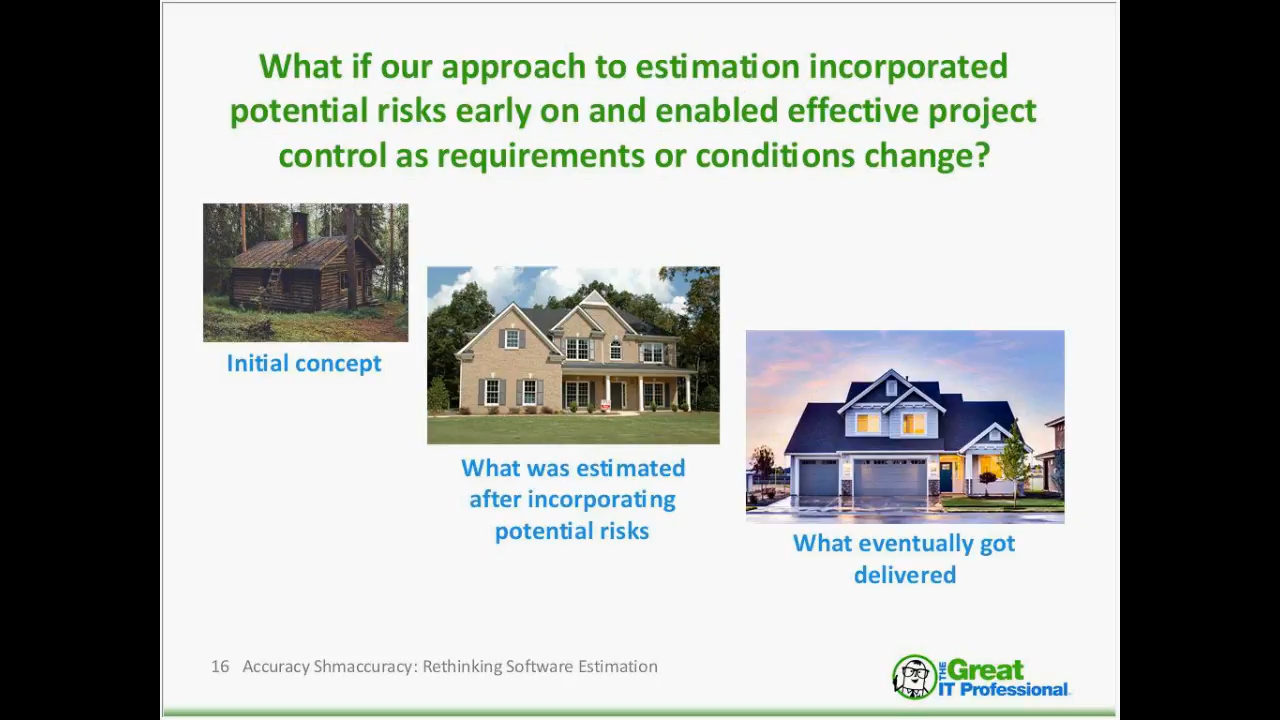 What if our approach to estimation incorporated
potential risks early on and enabled effective project
control as requirements or conditions change?
Initial concept
What was estimated
after incorporating
potential risks
What eventually got
delivered
16 Accuracy Shmaccuracy: Rethinking Software Estimation
THE Great
IT Professional